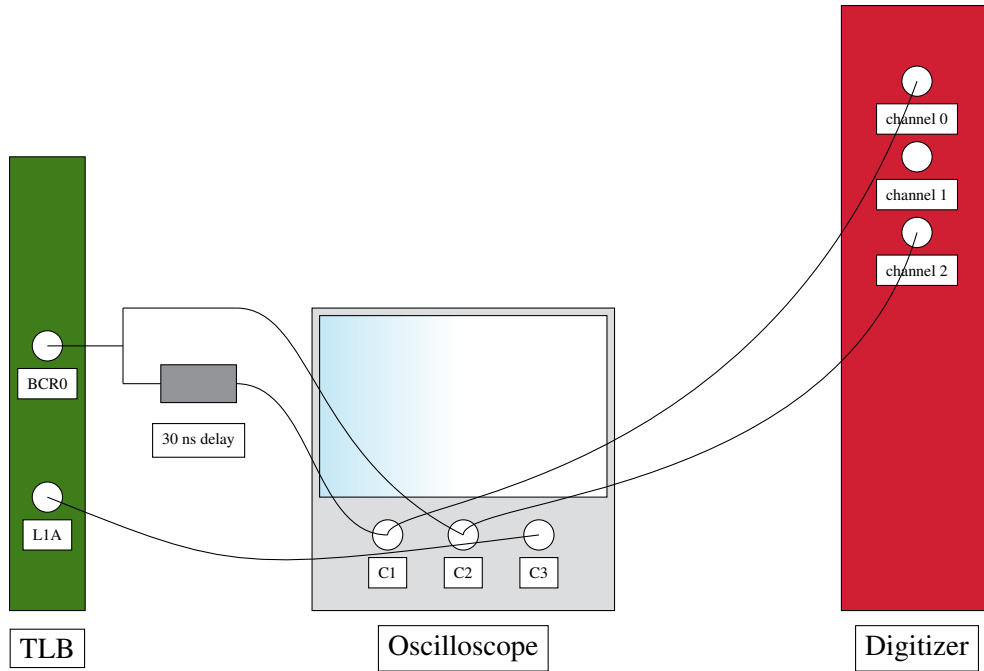 channel 0
channel 1
channel 2
BCR0
30 ns delay
L1A
C1
C2
C3
TLB
Oscilloscope
Digitizer